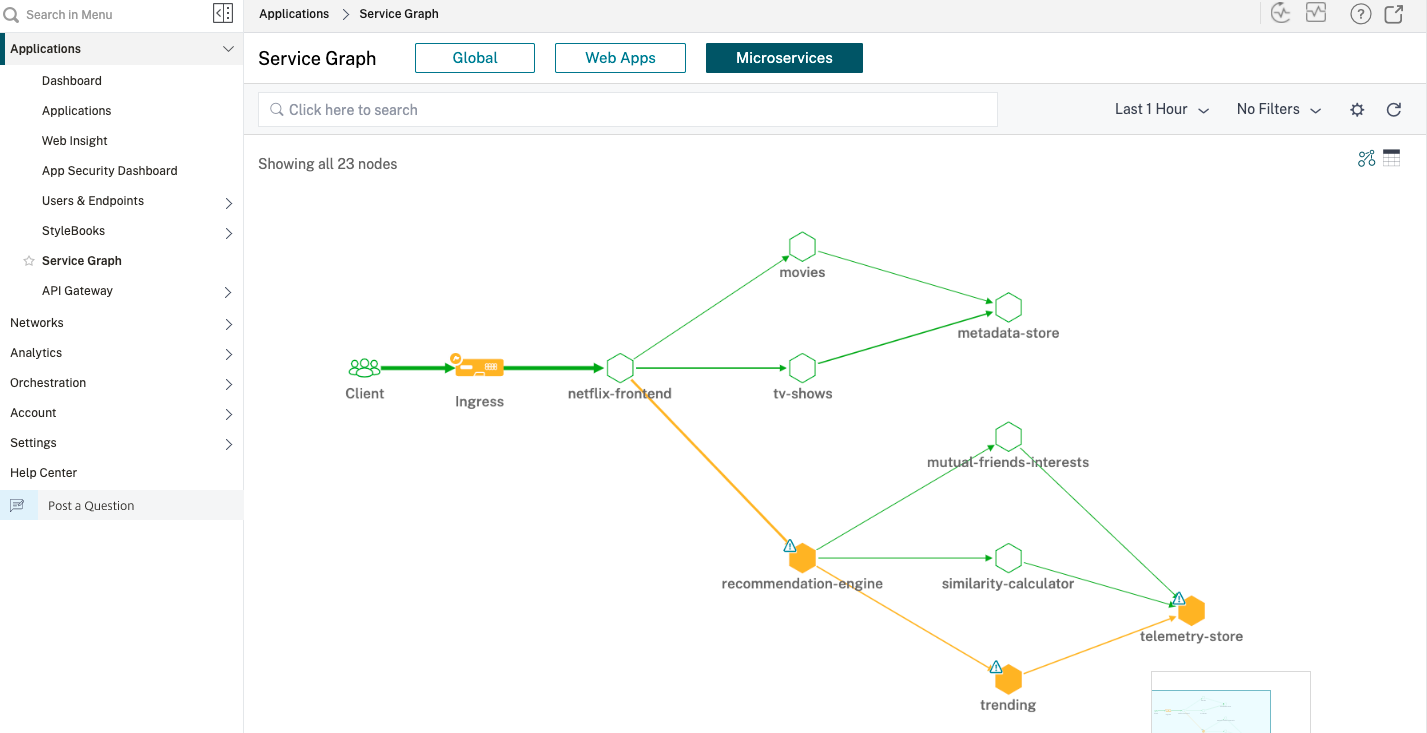 Search in Menu
Applications
Dashboard
Applications
Web Insight
App Security Dashboard
Users & Endpoints
StyleBooks
Service Graph
API Gateway
Networks
Analytics
Orchestration
Account
Settings
Help Center
Post a Question
Applications > Service Graph
Service Graph Global Web Apps Microservices
Click here to search Last 1 Hour No Filters
Showing all 23 nodes
movies
metadata-store
Client Ingress netflix-frontend tv-shows
mutual-friends-interests
recommendation-engine similarity-calculator
telemetry-store
trending